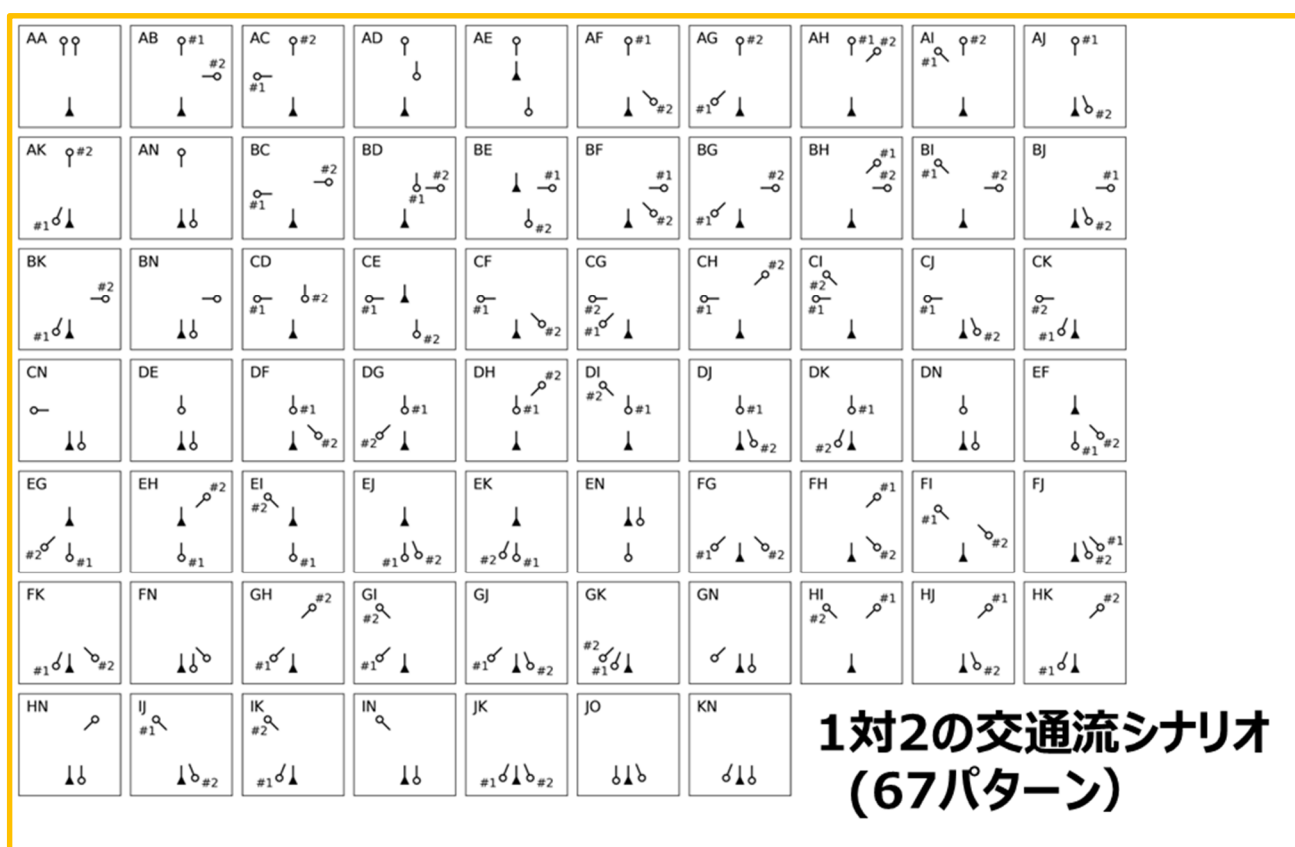 AA
AB #1
#2
AC #2
#1
AD
AE
AF #1
#2
AG #2
#1
AH #1 #2
AI #2
#1
AJ #1
#2
AK #2
#1
AN
BC
#2
#1
BD
#2
#1
BE
#1
#2
BF
#1
#2
BG
#2
#1
BH #1
#2
BI
#1 #2
BJ
#1
#2
BK
#2
#1
BN
CD
#2
#1
CE
#1
#2
CF
#1
#2
CG
#2
#1
CH #2
#1
CI
#2
#1
CJ
#1
#2
CK
#2
#1
CN
DE
DF
#1
#2
DG
#1
#2
DH #2
#1
DI
#2
#1
DJ
#1
#2
DK
#1
#2
DN
EF
#2
#1
EG
#2
#1
EH #2
#1
EI
#2
#1
EJ
#1 #2
EK
#2 #1
EN
FG
#1 #2
FH #1
#2
FI
#1
#2
FJ
#1
#2
FK
#1 #2
FN
GH #2
#1
GI
#2
#1
GJ
#1 #2
GK
#2
#1
GN
HI #1
#2
HJ #1
#2
HK #2
#1
HN
IJ
#1
#2
IK
#2
#1
IN
JK
#1 #2
JO
KN
1対2の交通流シナリオ
(67パターン）